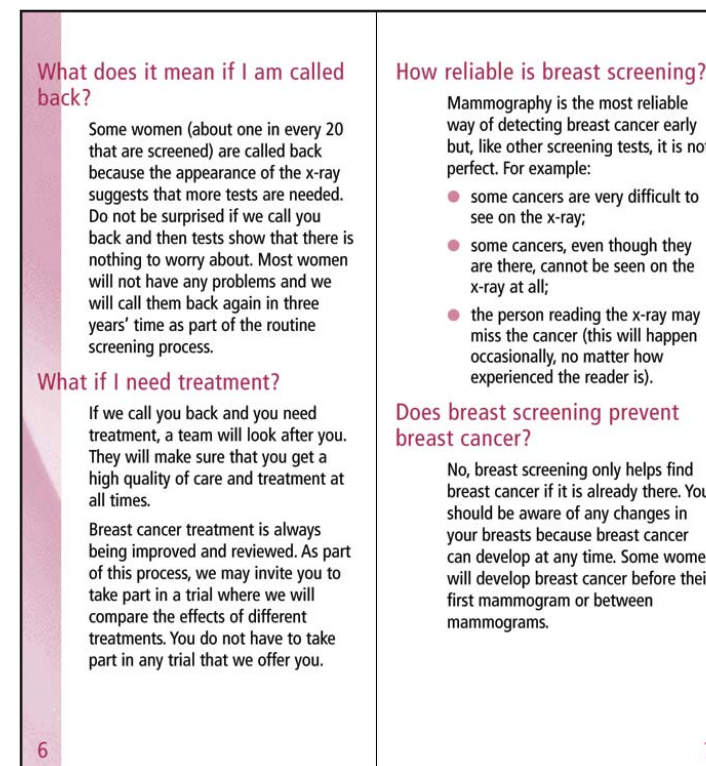 What does it mean if I am called
back?
Some women (about one in every 20
that are screened) are called back
because the appearance of the x-ray
suggests that more tests are needed.
Do not be surprised if we call you
back and then tests show that there is
nothing to worry about. Most women
will not have any problems and we
will call them back again in three
years' time as part of the routine
screening process.
What if I need treatment?
If we call you back and you need
treatment, a team will look after you.
They will make sure that you get a
high quality of care and treatment at
all times.
Breast cancer treatment is always
being improved and reviewed. As part
of this process, we may invite you to
take part in a trial where we will
compare the effects of different
treatments. You do not have to take
part in any trial that we offer you.
6
How reliable is breast screening?
Mammography is the most reliable
way of detecting breast cancer early
but, like other screening tests, it is
perfect. For example:
● some cancers are very difficult to
see on the x-ray;
● some cancers, even though they
are there, cannot be seen on the
x-ray at all;
● the person reading the x-ray may
miss the cancer (this will happen
occasionally, no matter how
experienced the reader is).
Does breast screening prevent
breast cancer?
No, breast screening only helps find
breast cancer if it is already there.
should be aware of any changes in
your breasts because breast cancer
can develop at any time. Some
will develop breast cancer before
first mammogram or between
mammograms.